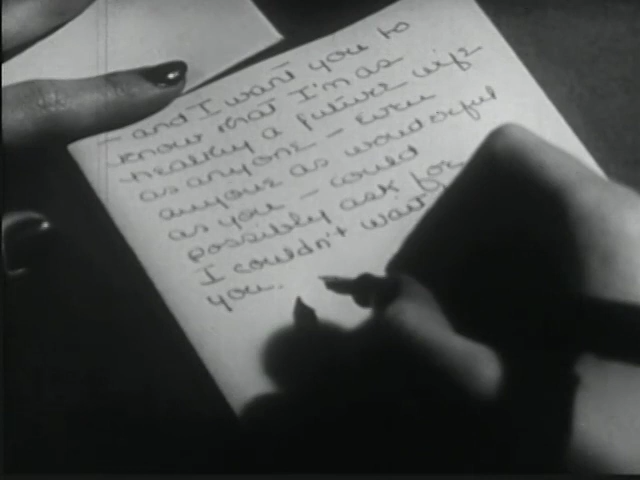 — and I want you to
know that I'm as
healthy a future wife
as anyone — even
anyone as wonderful
as you — could
possibly ask for
I couldn't wait
you.